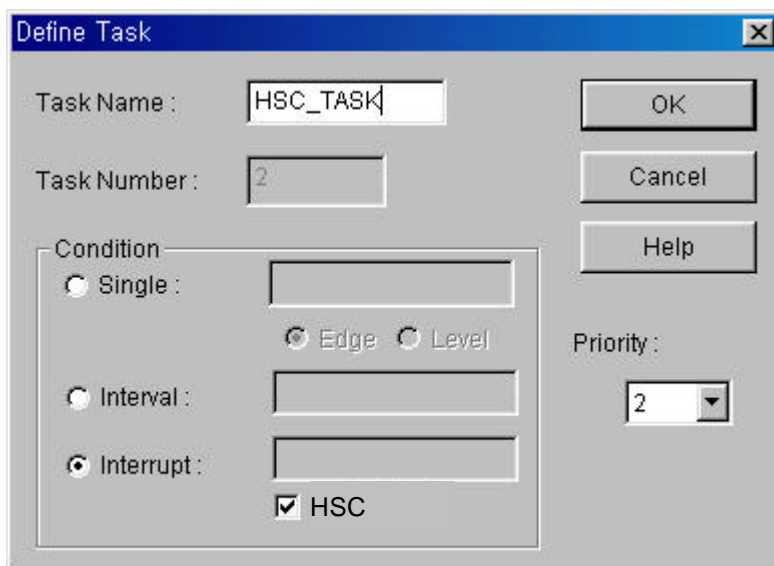 Define Task
Task Name : HSC_TASK OK
Task Number : 2 Cancel
Condition Help
Single :
Edge Level Priority :
Interval : 2
Interrupt :
HSC